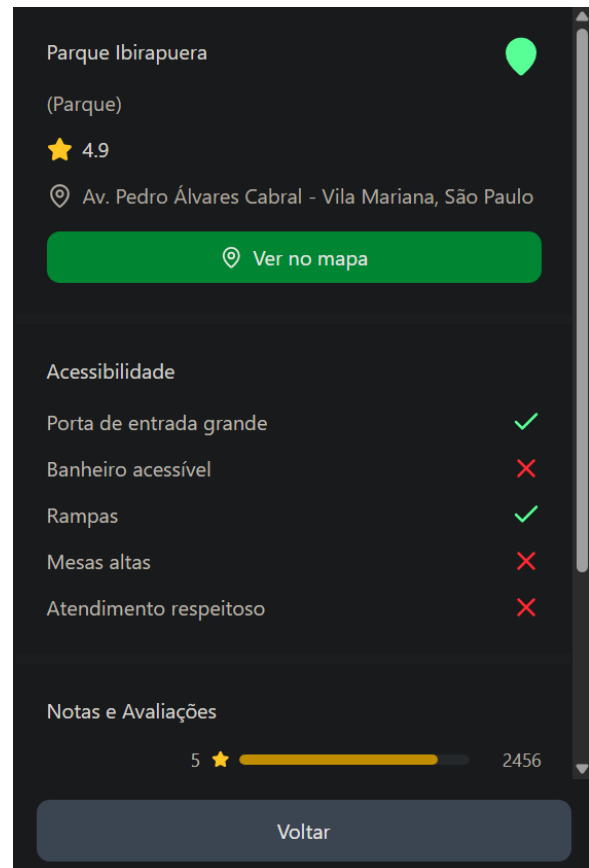 Parque Ibirapuera
(Parque)
4.9
Av. Pedro Álvares Cabral - Vila Mariana, São Paulo
Ver no mapa
Acessibilidade
Porta de entrada grande
Banheiro acessível
Rampas
Mesas altas
Atendimento respeitoso
Notas e Avaliações
5 2456
Voltar